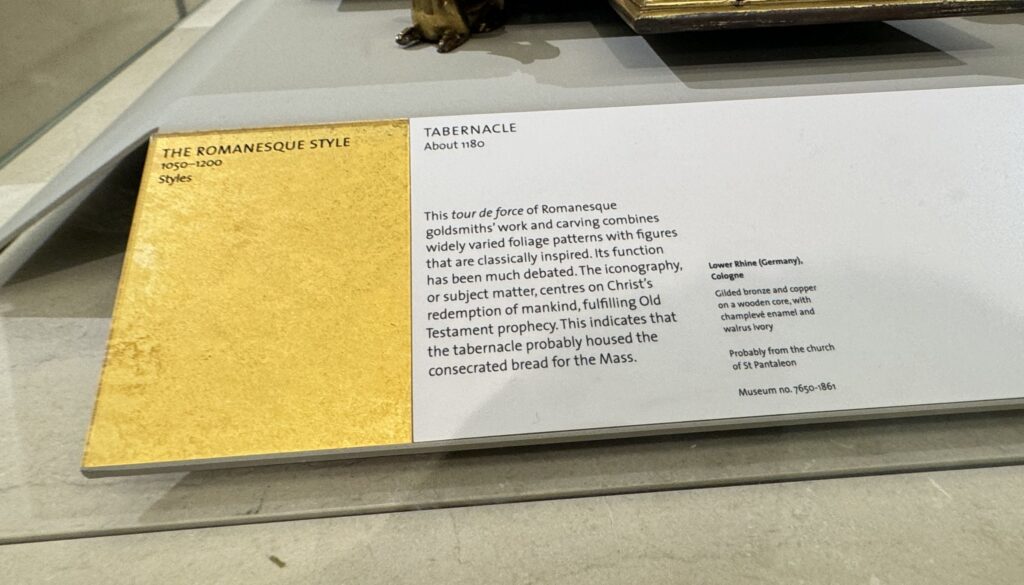 THE ROMANESQUE STYLE
1050–1200
Styles
TABERNACLE
About 1180
This tour de force of Romanesque
goldsmiths' work and carving combines
widely varied foliage patterns with figures
that are classically inspired. Its function
has been much debated. The iconography,
or subject matter, centres on Christ's
redemption of mankind, fulfilling Old
Testament prophecy. This indicates that
the tabernacle probably housed the
consecrated bread for the Mass.
Lower Rhine (Germany),
Cologne
Gilded bronze and copper
on a wooden core, with
champlevé enamel and
walrus ivory
Probably from the church
of St Pantaleon
Museum no. 7650-1861